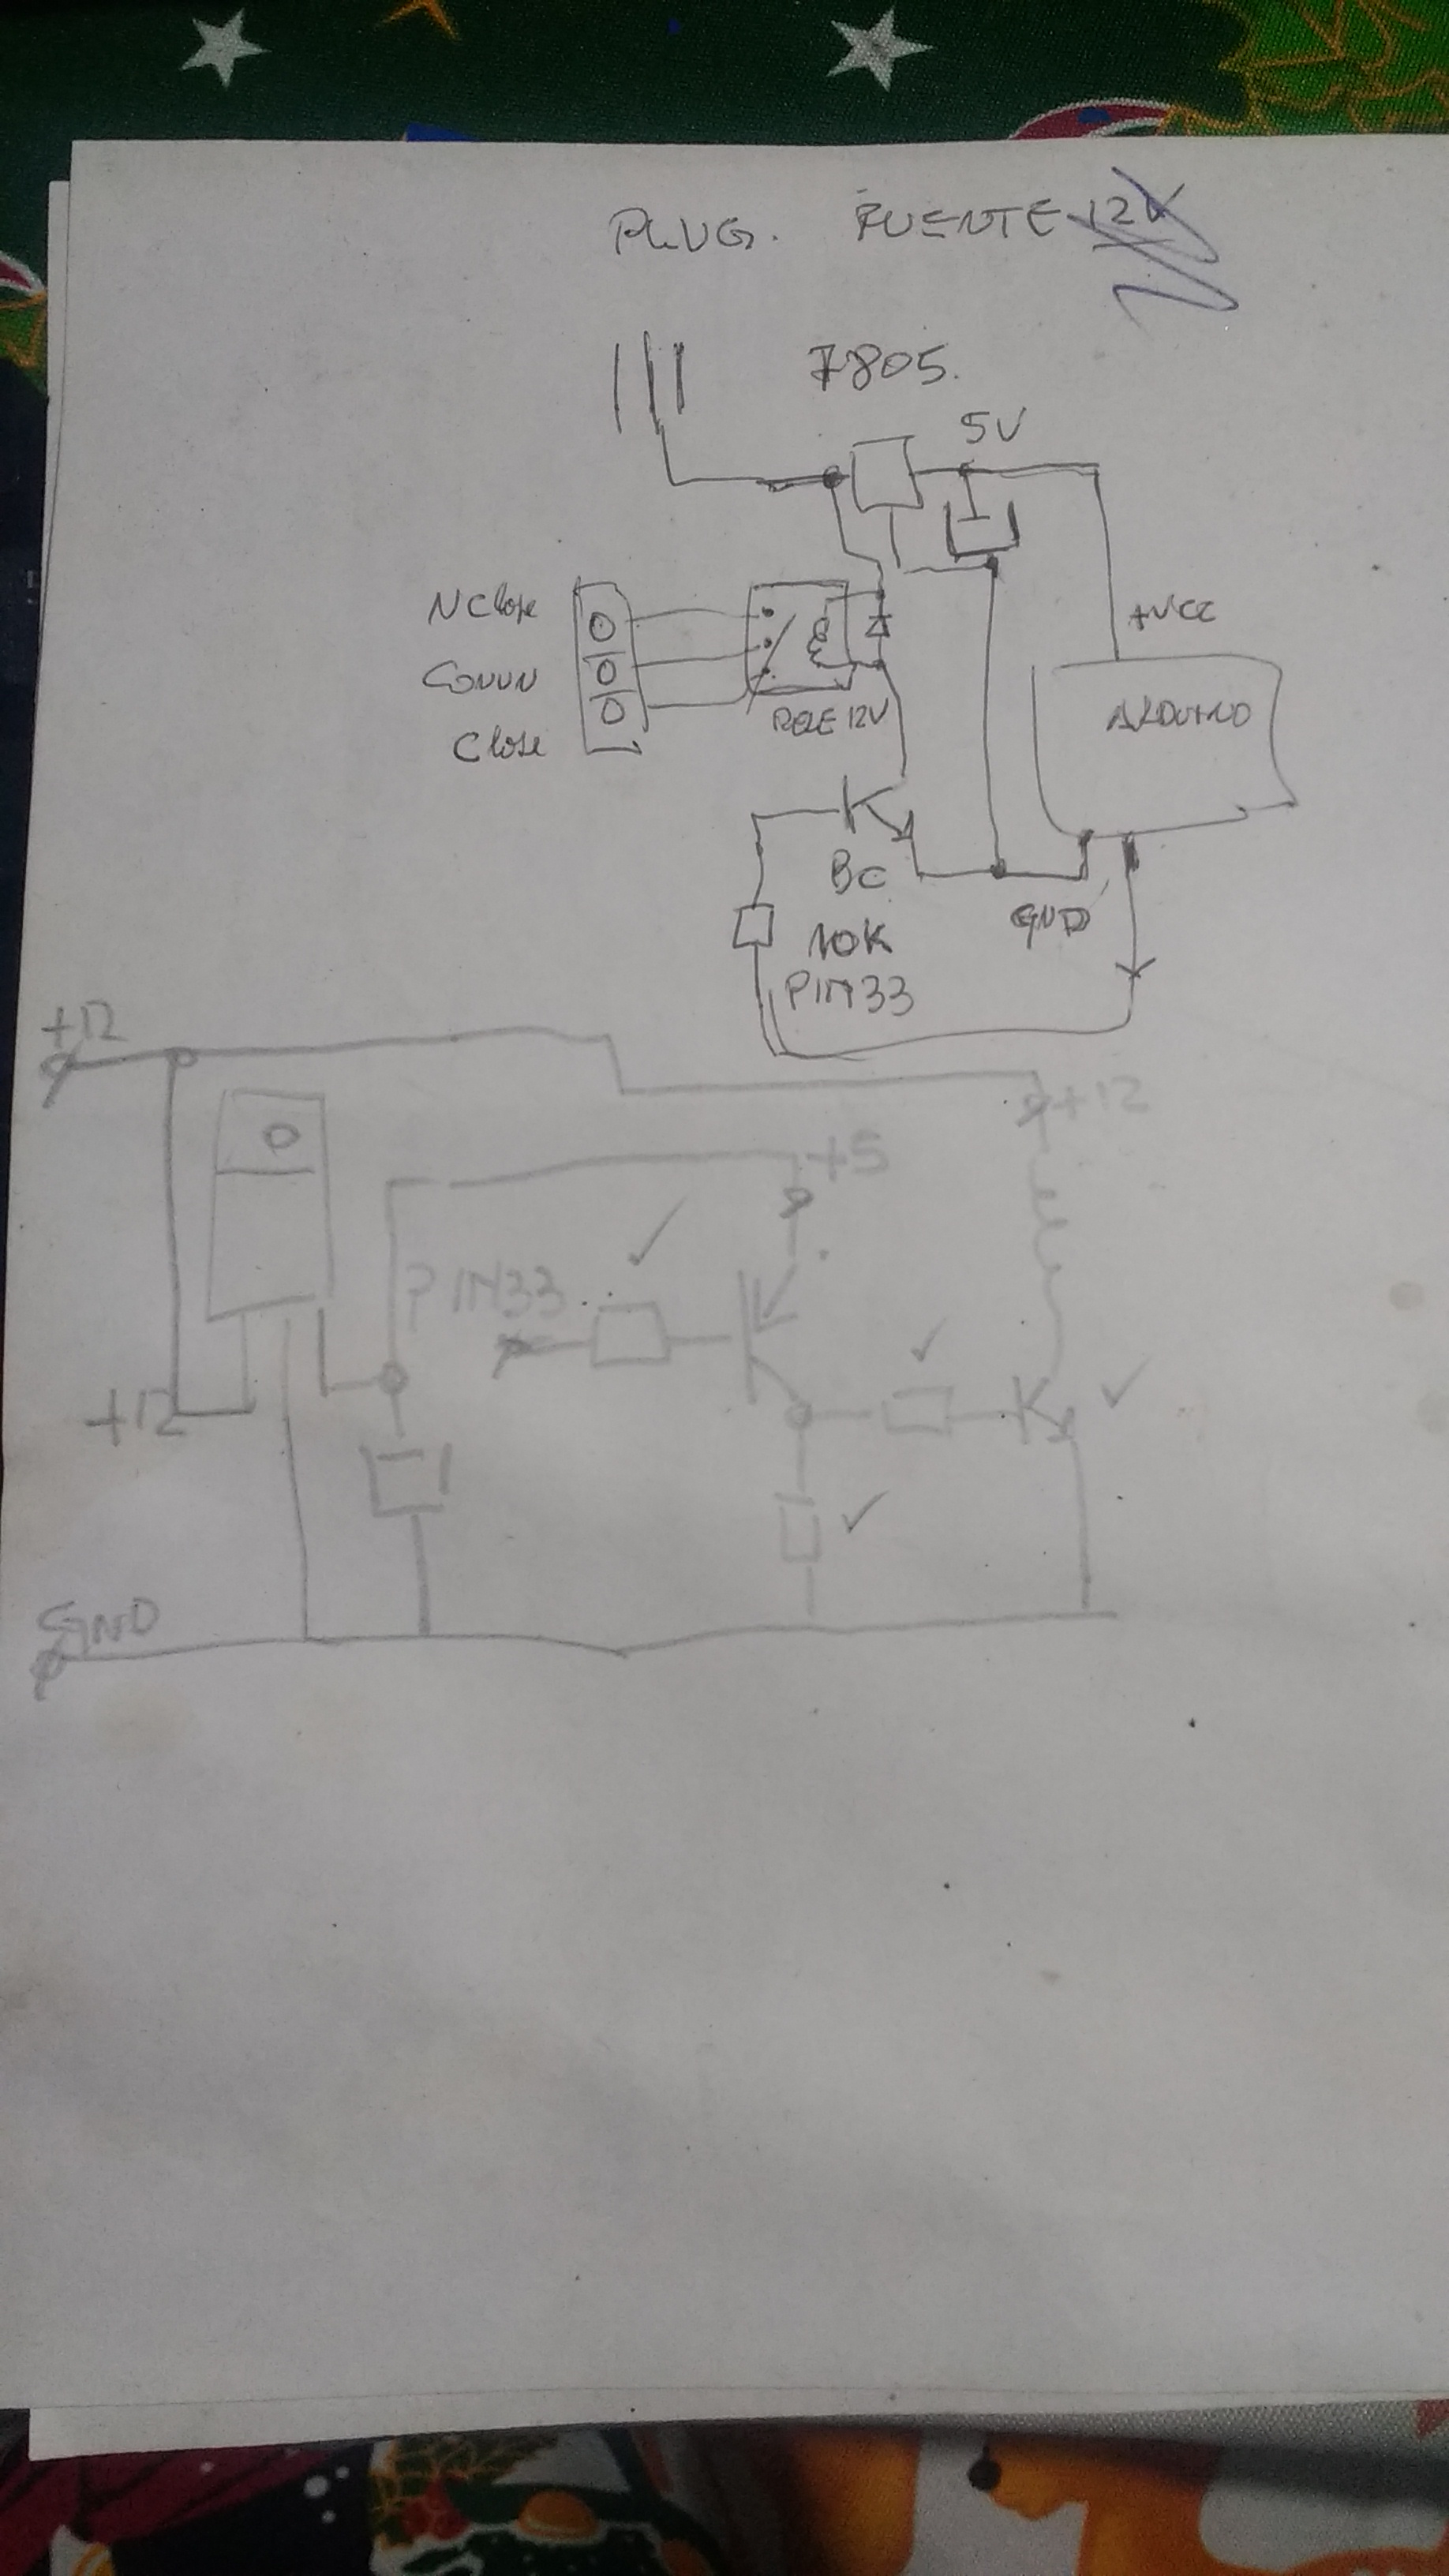 PLUG. FUENTE 12V
7805.
5V
N Close
+VCC
Comun
ARDUINO
RELE 12V
Close
BC
GND
10K
PIN33
+12
+12
+5
PIN33
+12
GND